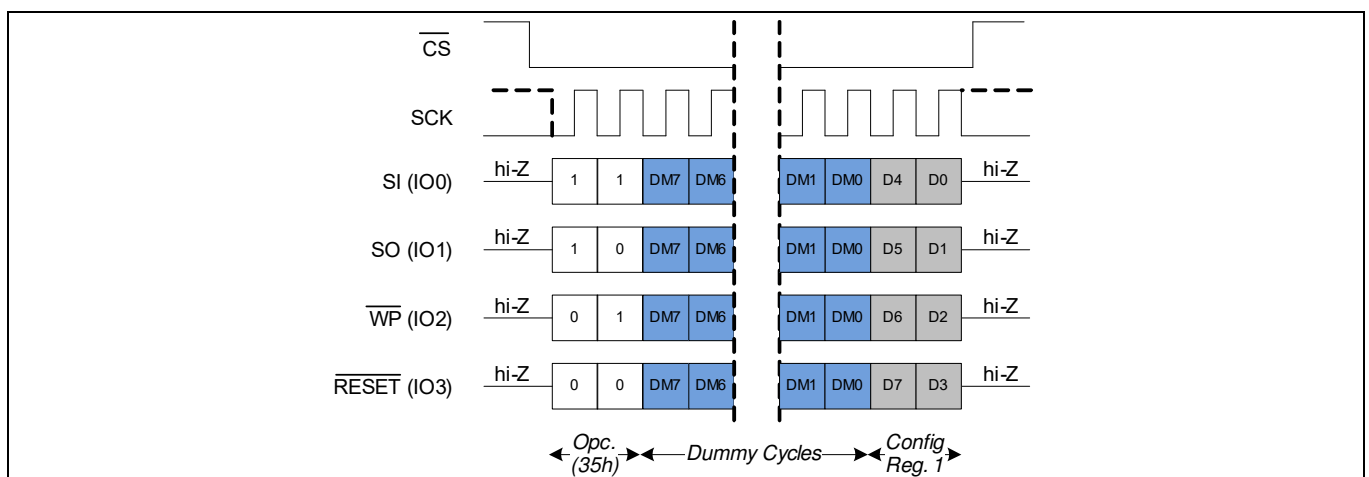 CS
SCK
SI (IO0) hi-Z 1 1 DM7 DM6 DM1 DM0 D4 D0 hi-Z
SO (IO1) hi-Z 1 0 DM7 DM6 DM1 DM0 D5 D1 hi-Z
WP (IO2) hi-Z 0 1 DM7 DM6 DM1 DM0 D6 D2 hi-Z
RESET (IO3) hi-Z 0 0 DM7 DM6 DM1 DM0 D7 D3 hi-Z
Opc. (35h) Dummy Cycles Config Reg. 1